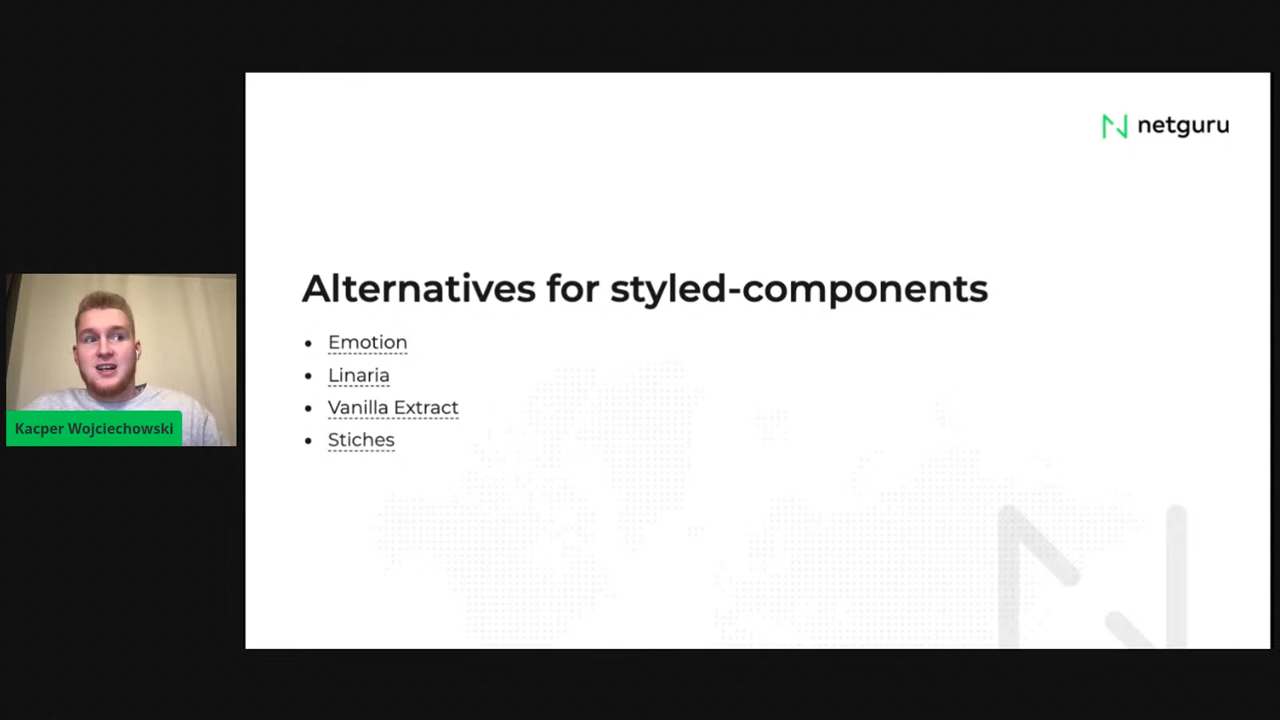 netguru
Alternatives for styled-components
Emotion
Linaria
Vanilla Extract
Stiches
Kacper Wojciechowski